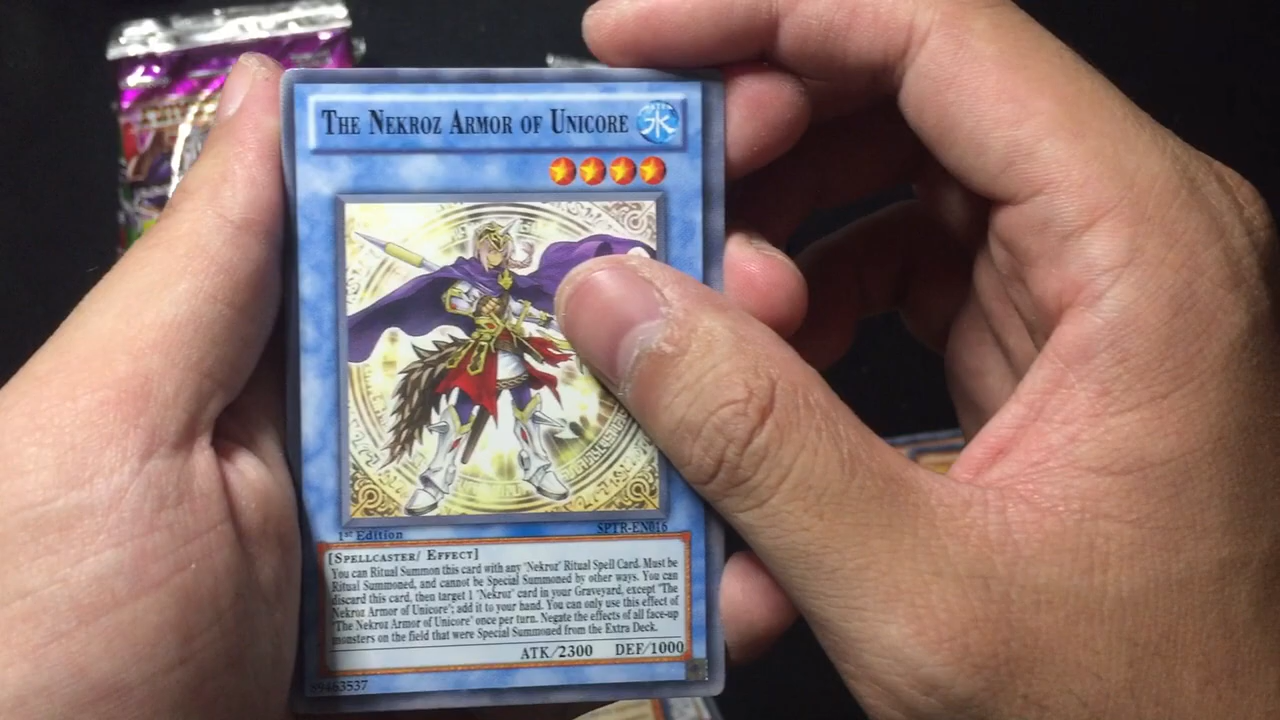 THE NEKROZ ARMOR OF UNICORE
WATER
水
1st Edition
SPTR-EN016
[SPELLCASTER/ EFFECT]
You can Ritual Summon this card with any "Nekroz" Ritual Spell Card. Must be
Ritual Summoned, and cannot be Special Summoned by other ways. You can
discard this card, then target 1 "Nekroz" card in your Graveyard, except "The
Nekroz Armor of Unicore"; add it to your hand. You can only use this effect of
"The Nekroz Armor of Unicore" once per turn. Negate the effects of all face-up
monsters on the field that were Special Summoned from the Extra Deck.
ATK/2300 DEF/1000
89463537